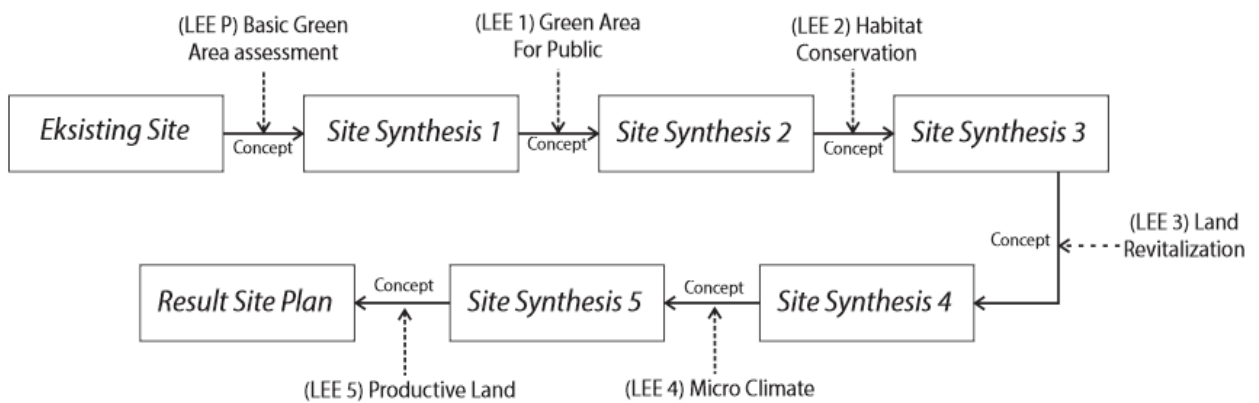 (LEE P) Basic Green
Area assessment
(LEE 1) Green Area
For Public
(LEE 2) Habitat
Conservation
Eksisting Site
Concept
Site Synthesis 1
Concept
Site Synthesis 2
Concept
Site Synthesis 3
Concept
(LEE 3) Land
Revitalization
Result Site Plan
Concept
Site Synthesis 5
Concept
Site Synthesis 4
(LEE 5) Productive Land
(LEE 4) Micro Climate